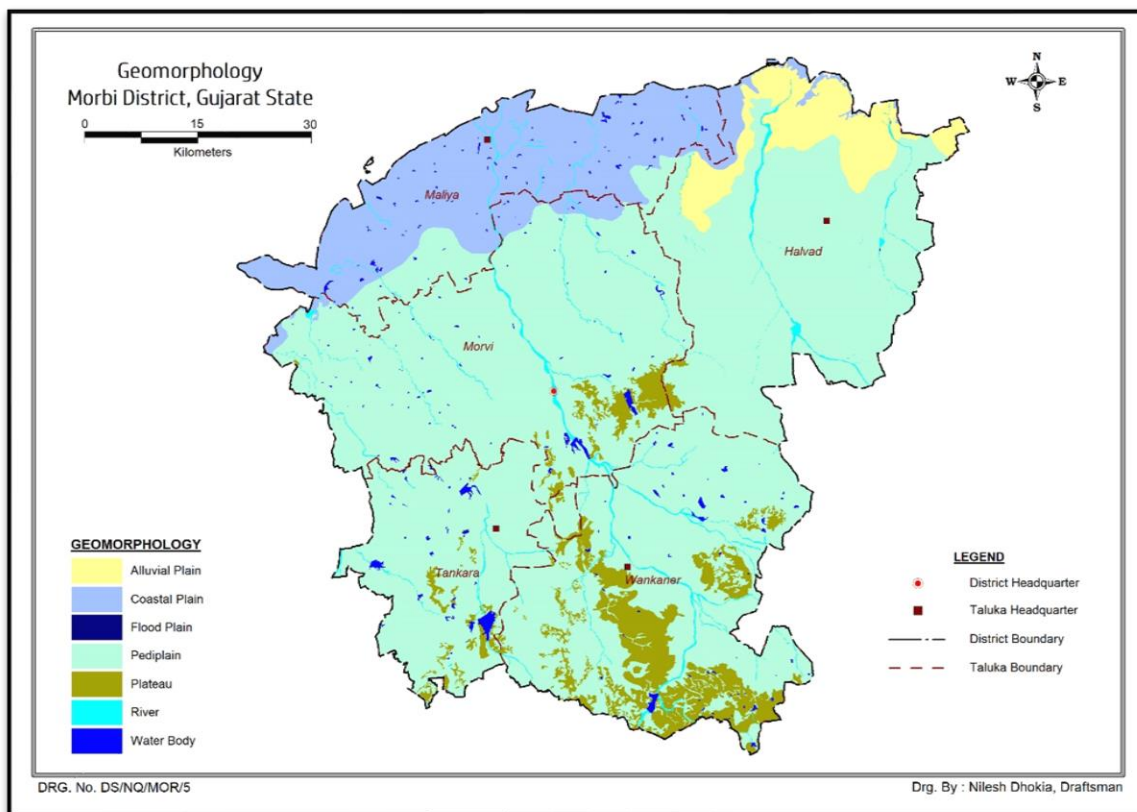 Geomorphology
Morbi District, Gujarat State
0 15 30
Kilometers
N
W E
S
Maliya
Halvad
Morvi
Tankara
Wankaner
GEOMORPHOLOGY
Alluvial Plain
Coastal Plain
Flood Plain
Pediplain
Plateau
River
Water Body
LEGEND
District Headquarter
Taluka Headquarter
District Boundary
Taluka Boundary
DRG. No. DS/NQ/MOR/5
Drg. By : Nilesh Dhokia, Draftsman